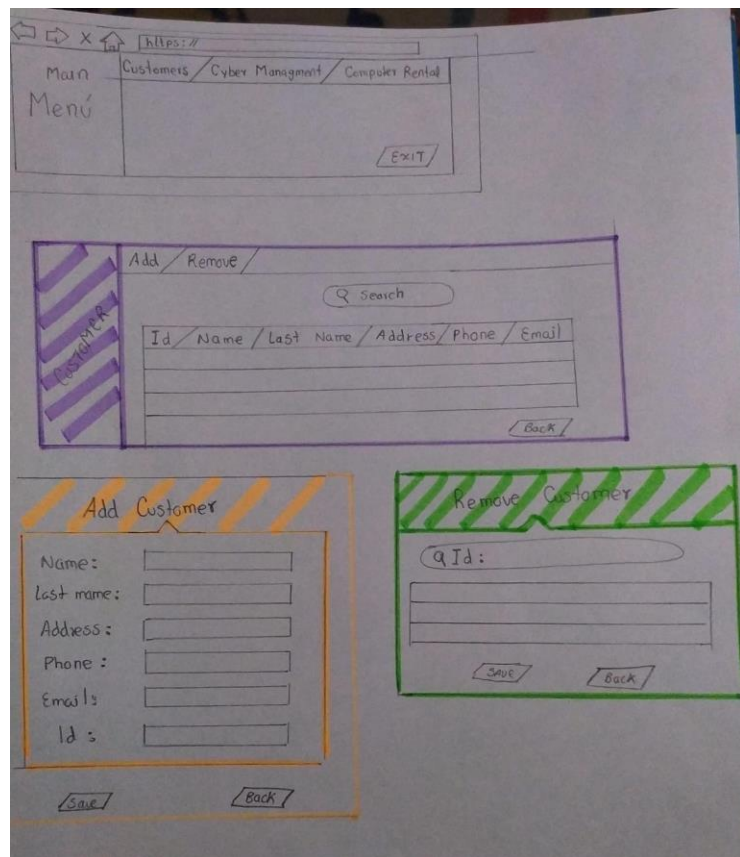 https://
Main
Menú
Customers / Cyber Managment / Computer Rental
EXIT
CUSTOMER
Add / Remove /
Search
Id / Name / Last Name / Address / Phone / Email
Back
Add Customer
Name:
Last mame:
Address:
Phone:
Email:
Id:
Save
Back
Remove Customer
Id:
SAVE
Back